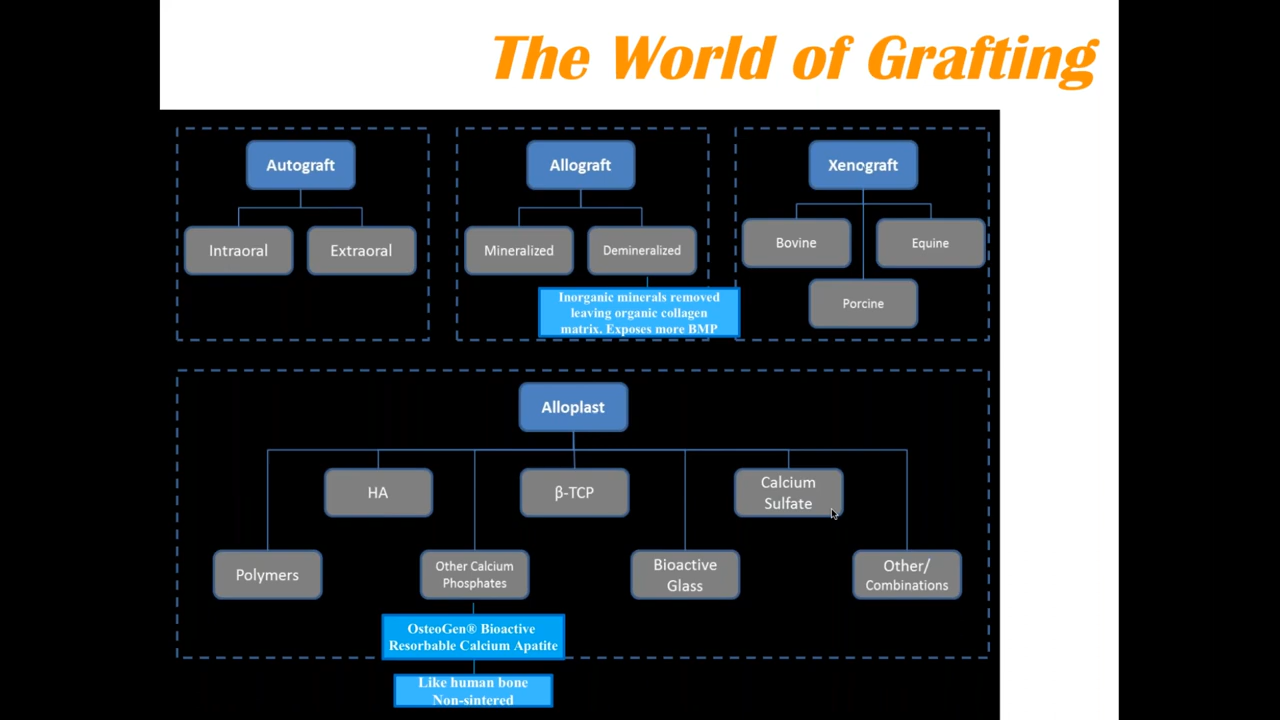 The World of Grafting
Autograft
Allograft
Xenograft
Intraoral
Extraoral
Mineralized
Demineralized
Bovine
Equine
Inorganic minerals removed
leaving organic collagen
matrix. Exposes more BMP
Porcine
Alloplast
HA
β-TCP
Calcium
Sulfate
Polymers
Other Calcium
Phosphates
Bioactive
Glass
Other/
Combinations
OsteoGen® Bioactive
Resorbable Calcium Apatite
Like human bone
Non-sintered